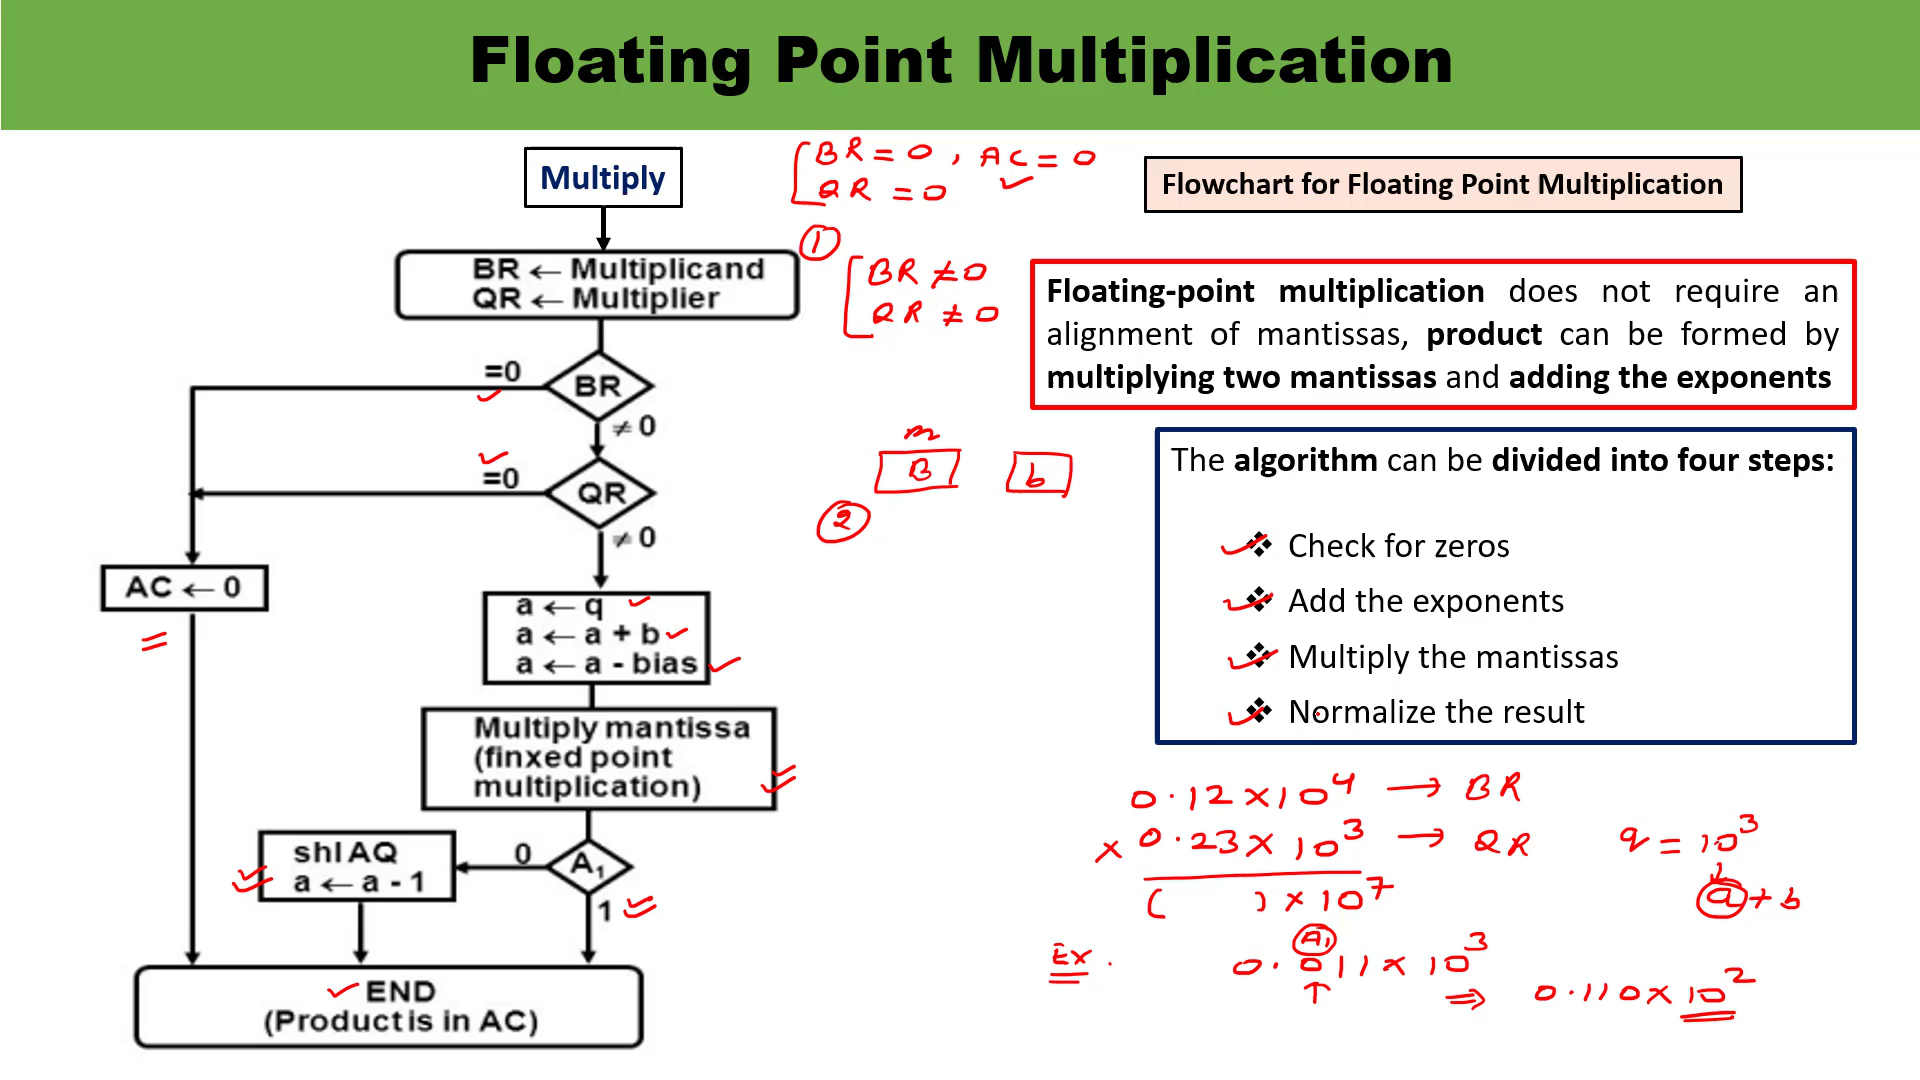 Floating Point Multiplication
Multiply
BR = 0 , AC = 0
QR = 0
Flowchart for Floating Point Multiplication
1
BR ← Multiplicand
QR ← Multiplier
BR ≠ 0
QR ≠ 0
Floating-point multiplication does not require an
alignment of mantissas, product can be formed by
multiplying two mantissas and adding the exponents
=0
BR
≠ 0
m
B
b
2
=0
QR
≠ 0
The algorithm can be divided into four steps:
❖ Check for zeros
❖ Add the exponents
❖ Multiply the mantissas
❖ Normalize the result
AC ← 0
a ← q
a ← a + b
a ← a - bias
Multiply mantissa
(finxed point
multiplication)
0
A₁
1
shl AQ
a ← a - 1
END
(Product is in AC)
0.12 × 10⁴ → BR
× 0.23 × 10³ → QR
( ) × 10⁷
q = 10³
a + b
Ex.
A₁
0.011 × 10³
⇒ 0.110 × 10²